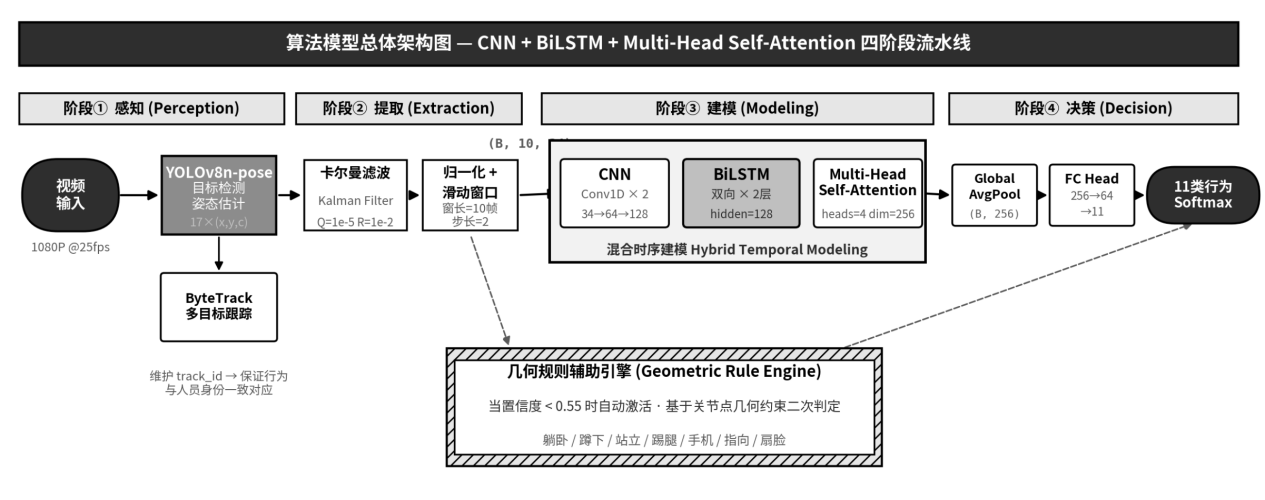 算法模型总体架构图 — CNN + BiLSTM + Multi-Head Self-Attention 四阶段流水线
阶段① 感知 (Perception)
阶段② 提取 (Extraction)
阶段③ 建模 (Modeling)
阶段④ 决策 (Decision)
视频
输入
1080P @25fps
YOLOv8n-pose
目标检测
姿态估计
17×(x,y,c)
ByteTrack
多目标跟踪
维护 track_id → 保证行为
与人员身份一致对应
卡尔曼滤波
Kalman Filter
Q=1e-5 R=1e-2
归一化 +
滑动窗口
窗长=10帧
步长=2
(B, 10,
CNN
Conv1D × 2
34→64→128
BiLSTM
双向 × 2层
hidden=128
Multi-Head
Self-Attention
heads=4 dim=256
混合时序建模 Hybrid Temporal Modeling
Global
AvgPool
(B, 256)
FC Head
256→64
→11
11类行为
Softmax
几何规则辅助引擎 (Geometric Rule Engine)
当置信度 < 0.55 时自动激活 · 基于关节点几何约束二次判定
躺卧 / 蹲下 / 站立 / 踢腿 / 手机 / 指向 / 扇脸